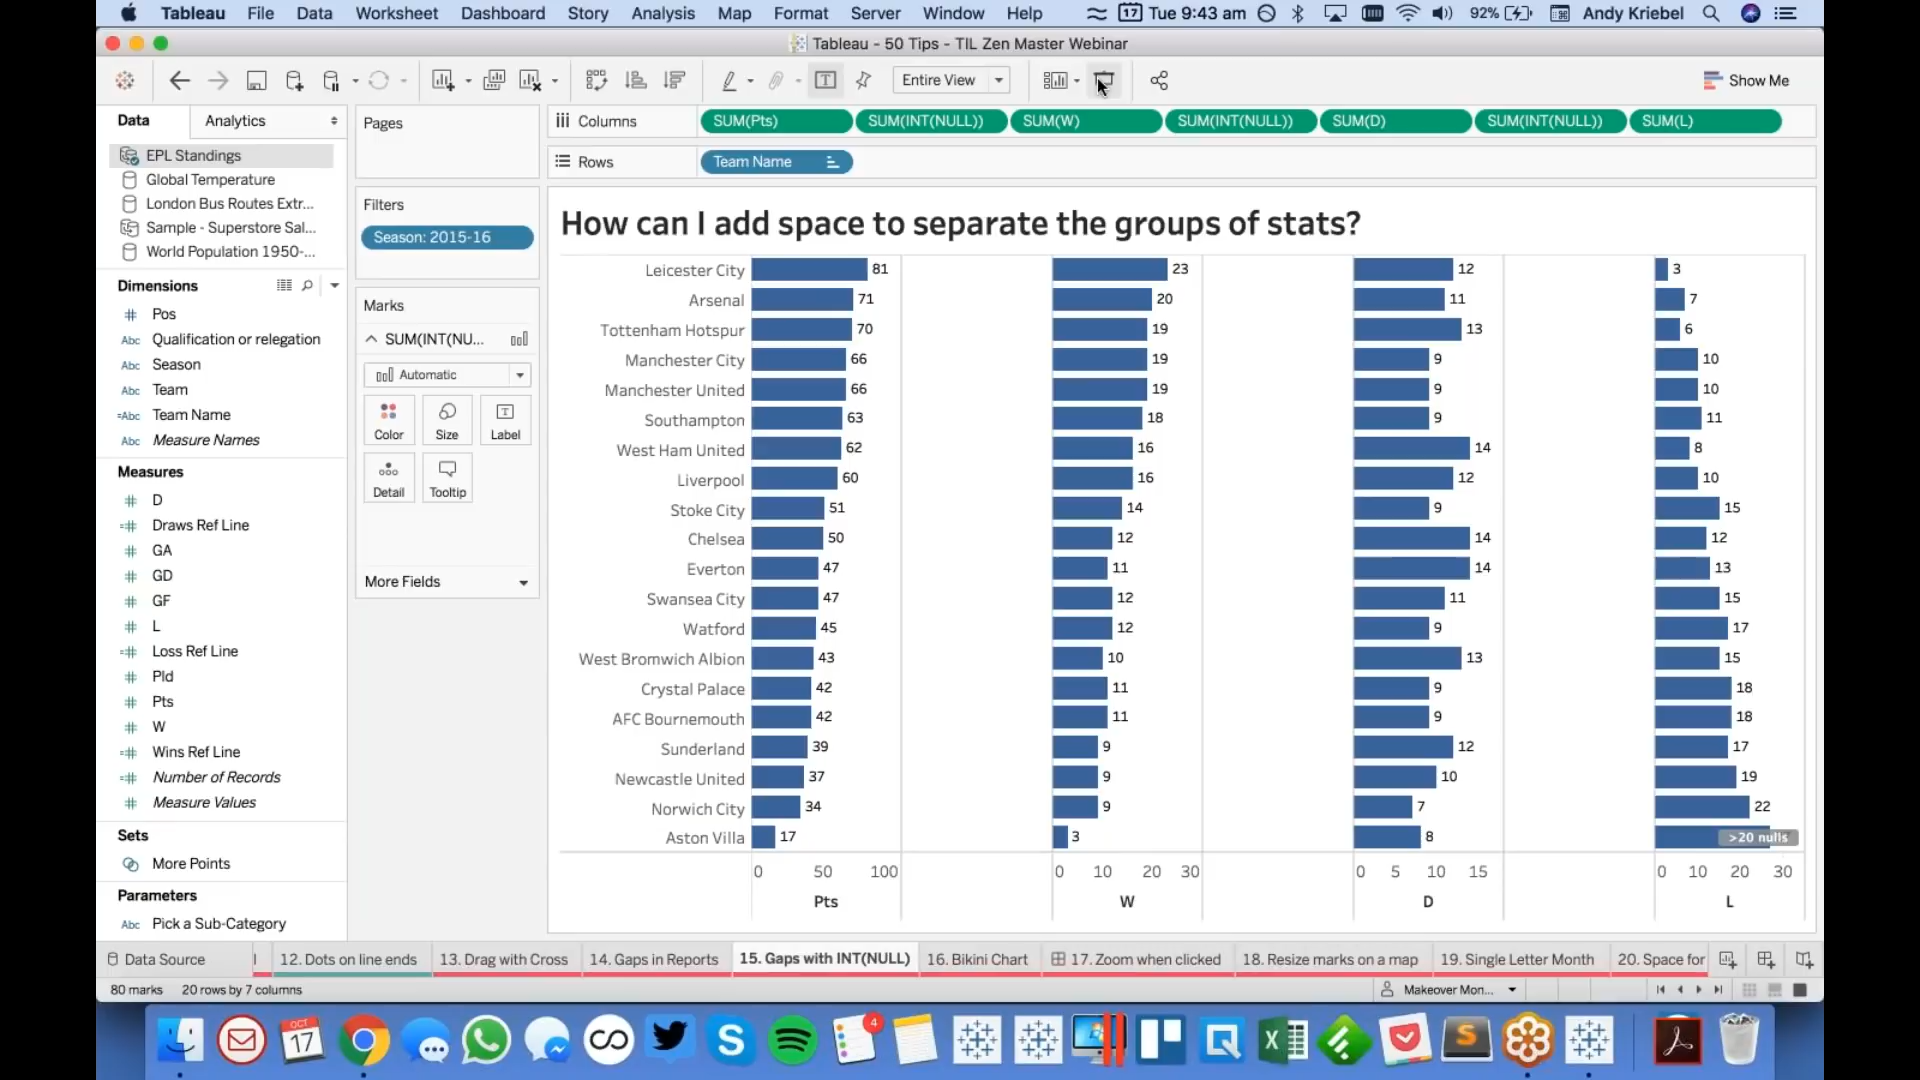 Tableau File Data Worksheet Dashboard Story Analysis Map Format Server Window Help 17 Tue 9:43 am 92% Andy Kriebel
Tableau - 50 Tips - TIL Zen Master Webinar
Entire View Show Me
Data Analytics
Pages
Columns SUM(Pts) SUM(INT(NULL)) SUM(W) SUM(INT(NULL)) SUM(D) SUM(INT(NULL)) SUM(L)
Rows Team Name
EPL Standings
Global Temperature
London Bus Routes Extr...
Sample - Superstore Sal...
World Population 1950-...
Dimensions
# Pos
Abc Qualification or relegation
Abc Season
Abc Team
=Abc Team Name
Abc Measure Names
Measures
# D
=# Draws Ref Line
# GA
# GD
# GF
# L
=# Loss Ref Line
# Pld
# Pts
# W
=# Wins Ref Line
=# Number of Records
# Measure Values
Sets
More Points
Parameters
Abc Pick a Sub-Category
Filters
Season: 2015-16
Marks
SUM(INT(NU...
Automatic
Color Size Label
Detail Tooltip
More Fields
How can I add space to separate the groups of stats?
Leicester City 81 23 12 3
Arsenal 71 20 11 7
Tottenham Hotspur 70 19 13 6
Manchester City 66 19 9 10
Manchester United 66 19 9 10
Southampton 63 18 9 11
West Ham United 62 16 14 8
Liverpool 60 16 12 10
Stoke City 51 14 9 15
Chelsea 50 12 14 12
Everton 47 11 14 13
Swansea City 47 12 11 15
Watford 45 12 9 17
West Bromwich Albion 43 10 13 15
Crystal Palace 42 11 9 18
AFC Bournemouth 42 11 9 18
Sunderland 39 9 12 17
Newcastle United 37 9 10 19
Norwich City 34 9 7 22
Aston Villa 17 3 8 >20 nulls
0 50 100 0 10 20 30 0 5 10 15 0 10 20 30
Pts W D L
Data Source 12. Dots on line ends 13. Drag with Cross 14. Gaps in Reports 15. Gaps with INT(NULL) 16. Bikini Chart 17. Zoom when clicked 18. Resize marks on a map 19. Single Letter Month 20. Space for
80 marks 20 rows by 7 columns Makeover Mon...
OCT 17 4